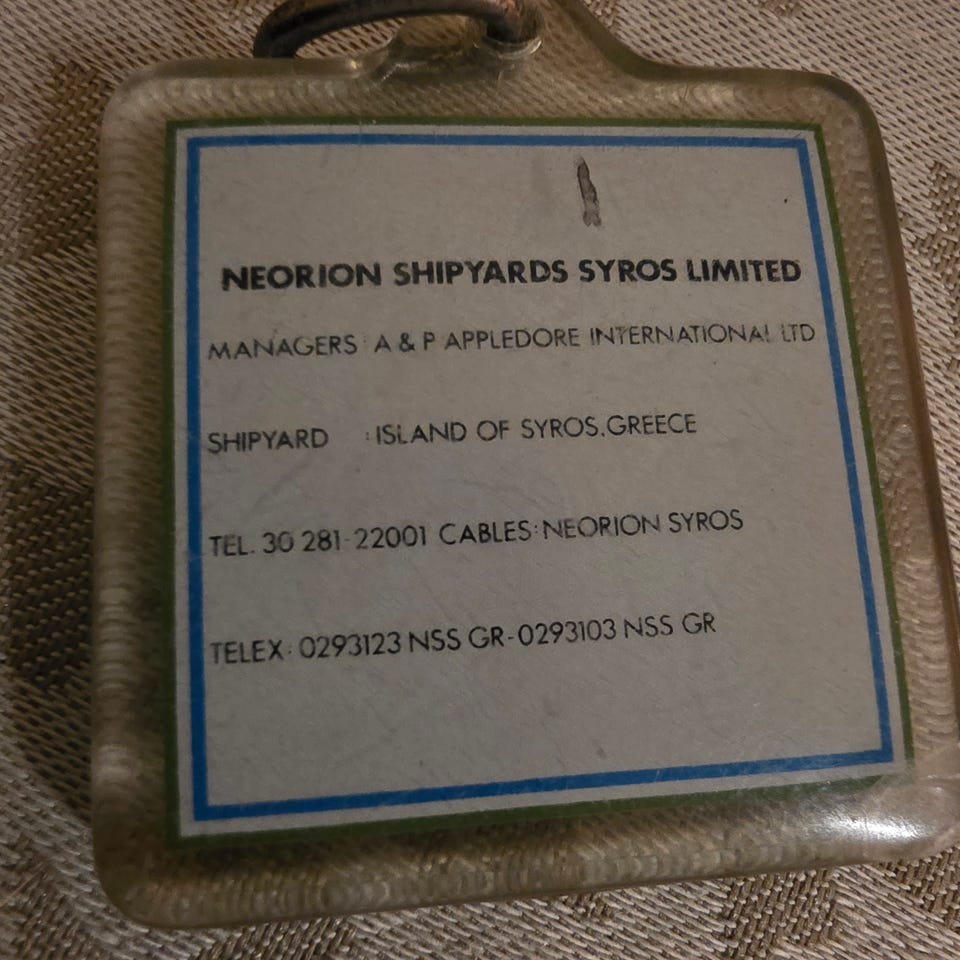 NEORION SHIPYARDS SYROS LIMITED
MANAGERS : A & P APPLEDORE INTERNATIONAL LTD
SHIPYARD : ISLAND OF SYROS.GREECE
TEL. 30 281-22001 CABLES:NEORION SYROS
TELEX: 0293123 NSS GR-0293103 NSS GR